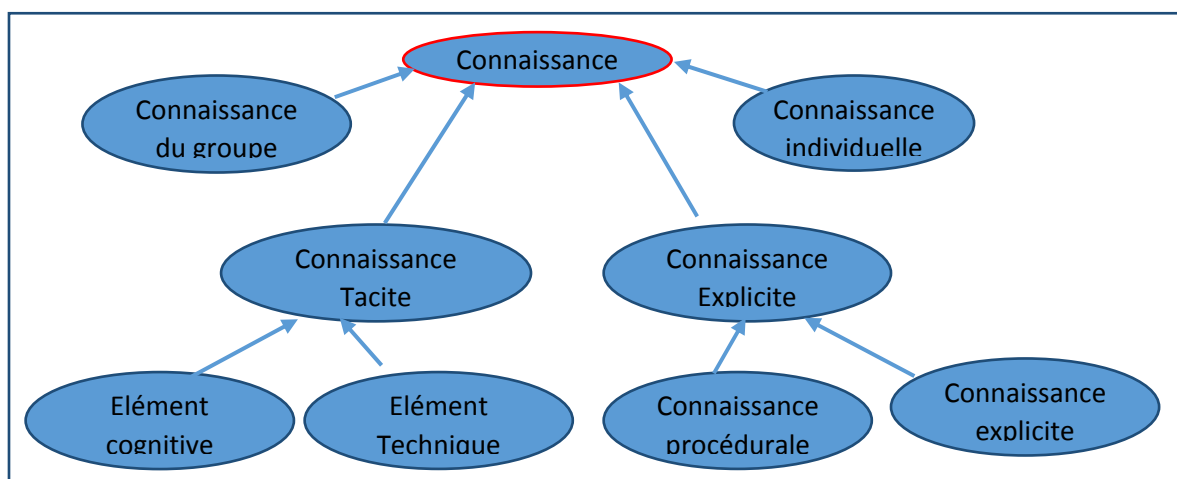 Connaissance
Connaissance
du groupe
Connaissance
individuelle
Connaissance
Tacite
Connaissance
Explicite
Elément
cognitive
Elément
Technique
Connaissance
procédurale
Connaissance
explicite